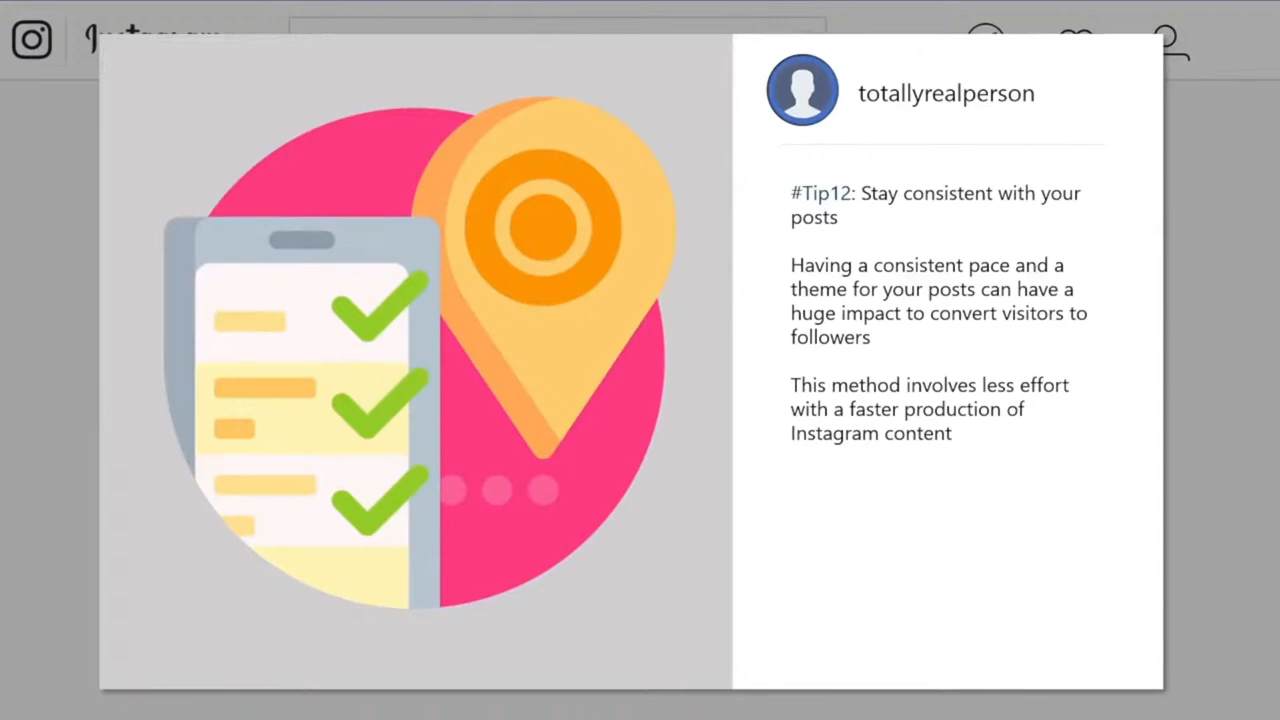 Instagram
totallyrealperson
#Tip12: Stay consistent with your
posts
Having a consistent pace and a
theme for your posts can have a
huge impact to convert visitors to
followers
This method involves less effort
with a faster production of
Instagram content